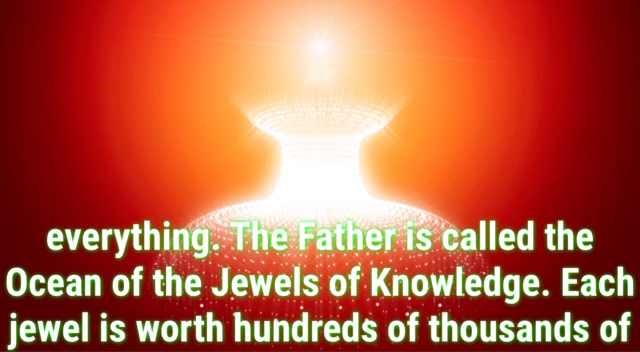 everything. The Father is called the
Ocean of the Jewels of Knowledge. Each
jewel is worth hundreds of thousands of